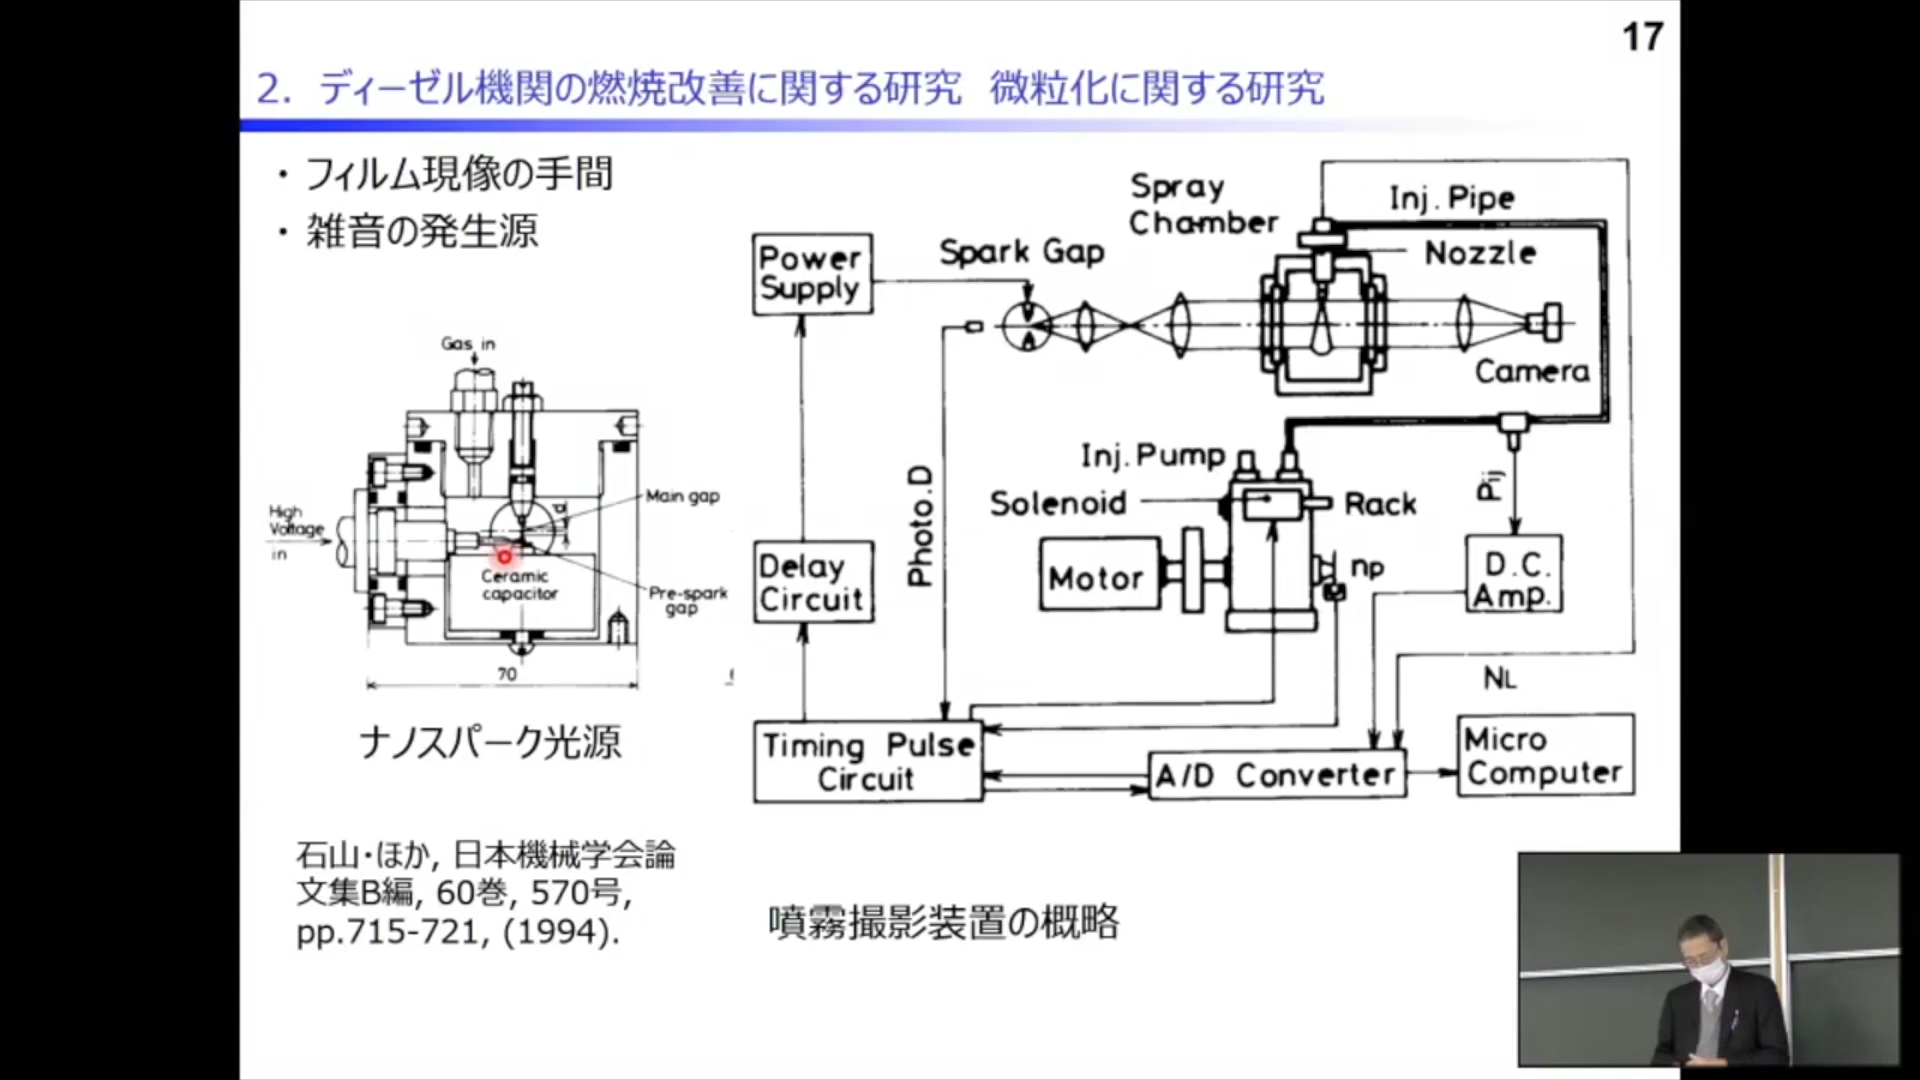 17
2. ディーゼル機関の燃焼改善に関する研究 微粒化に関する研究
・フィルム現像の手間
・雑音の発生源
Gas in
High
Voltage
in
Main gap
d
Ceramic
capacitor
Pre-spark
gap
70
ナノスパーク光源
石山・ほか, 日本機械学会論
文集B編, 60巻, 570号,
pp.715-721, (1994).
Spray
Chamber
Inj. Pipe
Nozzle
Spark Gap
Power
Supply
Camera
Inj. Pump
Solenoid
Rack
Photo.D
Pij
Motor
np
Delay
Circuit
D.C.
Amp.
NL
Timing Pulse
Circuit
A/D Converter
Micro
Computer
噴霧撮影装置の概略